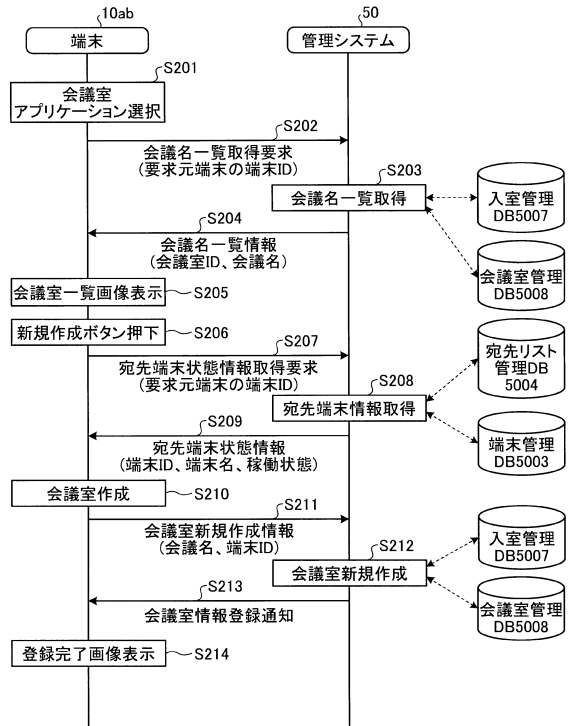 10ab
50
端末
管理システム
S201
会議室
アプリケーション選択
S202
会議名一覧取得要求
(要求元端末の端末ID)
S203
会議名一覧取得
入室管理
DB5007
S204
会議名一覧情報
(会議室ID、会議名)
会議室管理
DB5008
会議室一覧画像表示
S205
新規作成ボタン押下
S206
S207
宛先端末状態情報取得要求
(要求元端末の端末ID)
宛先リスト
管理DB
5004
S208
宛先端末情報取得
S209
宛先端末状態情報
(端末ID、端末名、稼働状態)
端末管理
DB5003
会議室作成
S210
S211
会議室新規作成情報
(会議名、端末ID)
入室管理
DB5007
S212
会議室新規作成
S213
会議室情報登録通知
会議室管理
DB5008
登録完了画像表示
S214